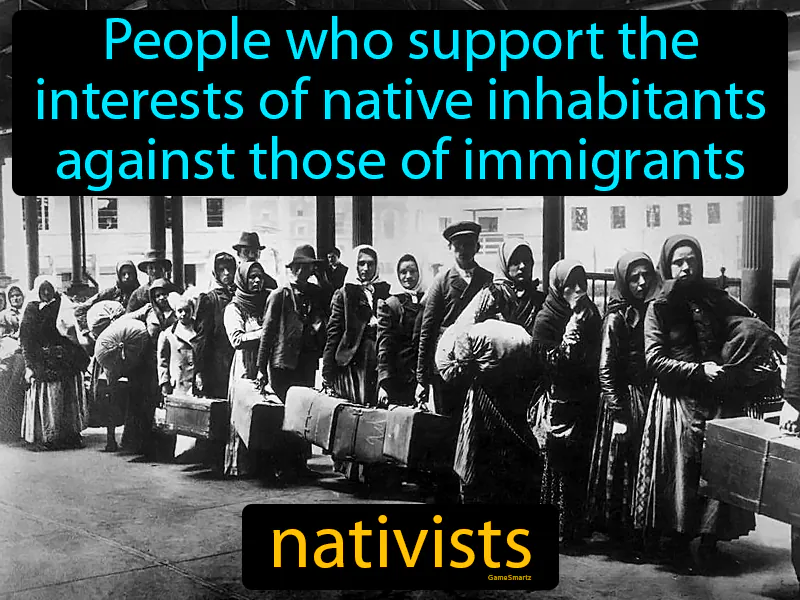 People who support the
interests of native inhabitants
against those of immigrants
nativists
GameSmartz